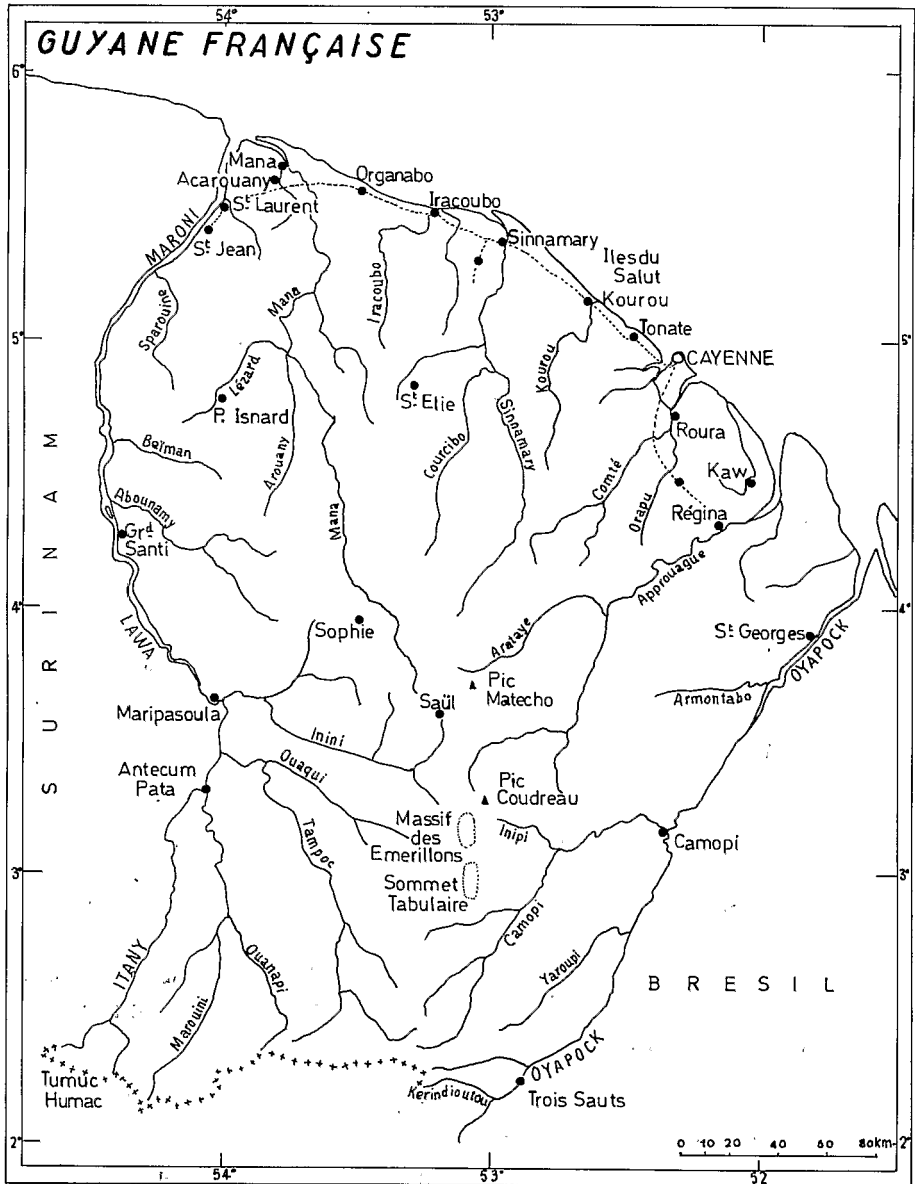 54°
53°
GUYANE FRANÇAISE
6°
Mana
Acarouany
Organabo
St Laurent
Iracoubo
St Jean
MARONI
Sinnamary
Iles du
Salut
Kourou
Sparouine
Mana
Iracoubo
Tonate
5°
5°
CAYENNE
Kourou
Lézard
P. Isnard
St Elie
Sinnamary
Roura
Courcibo
Arouany
Beïman
Comté
Kaw
Orapu
Régina
Abounamy
Grd
Santi
Mana
Approuague
4°
4°
SURINAM
LAWA
Sophie
Arataye
St Georges
OYAPOCK
Pic
Matecho
Armontabo
Saül
Maripasoula
Inini
Ouaqui
Antecum
Pata
Pic
Coudreau
Massif
des
Emerillons
Inipi
Camopi
Tampoc
3°
3°
Sommet
Tabulaire
Camopi
ITANY
Ouanapi
Yaroupi
BRESIL
Marouini
OYAPOCK
Tumuc
Humac
Kerindioutou
Trois Sauts
2°
2°
0 10 20 40 60 80km
54°
53°
52